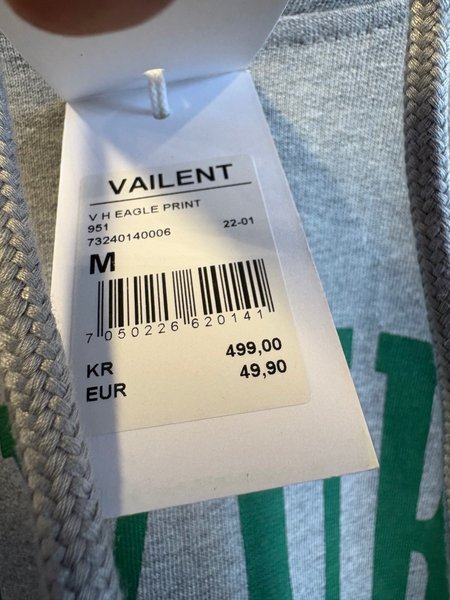 VAILENT
V H EAGLE PRINT
951 22-01
73240140006
M
7 050226 620141
KR 499,00
EUR 49,90